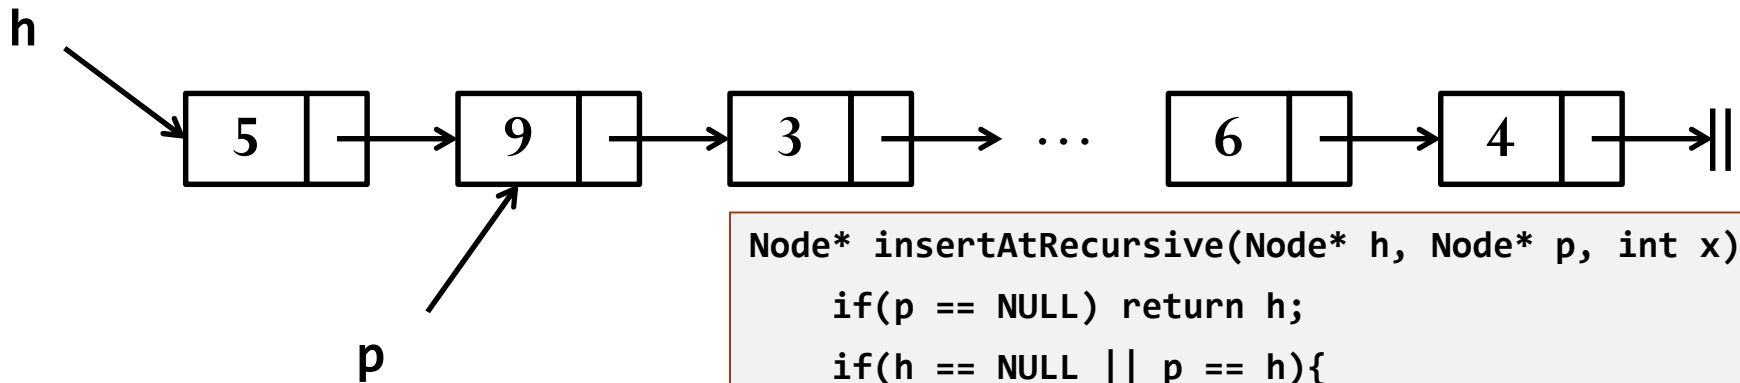 h
5 9 3 ... 6 4
p
Node* insertAtRecursive(Node* h, Node* p, int x)
if(p == NULL) return h;
if(h == NULL || p == h){